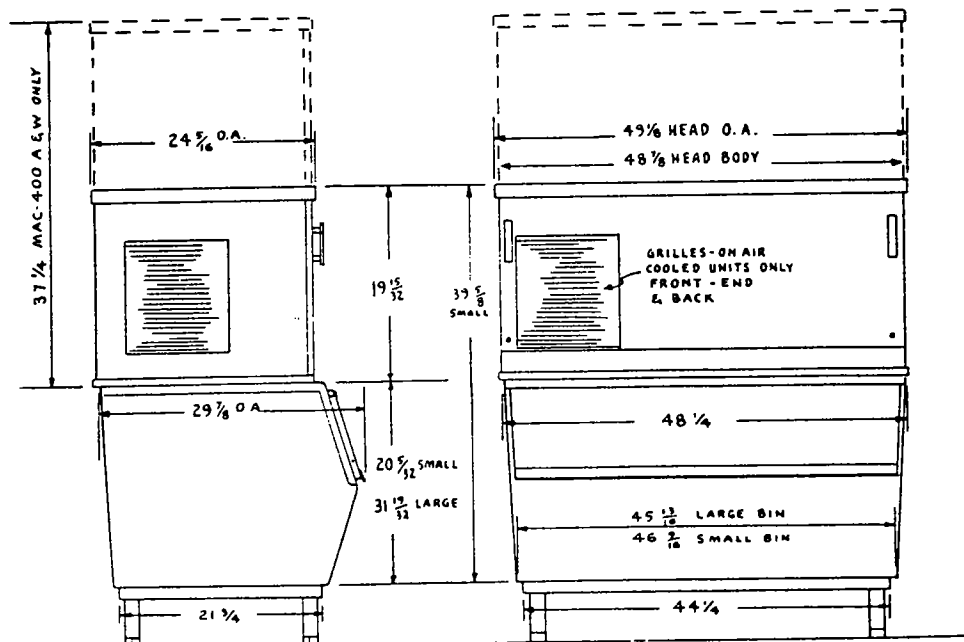 37 1/4 MAC-400 A & W ONLY
24 5/16 O.A.
49 1/8 HEAD O.A.
48 7/8 HEAD BODY
GRILLES-ON AIR
COOLED UNITS ONLY
FRONT - END
& BACK
19 15/32
39 5/8
SMALL
29 7/8 O.A.
48 1/4
20 5/32 SMALL
31 19/32 LARGE
45 13/16 LARGE BIN
SMALL BIN
21 3/4
44 1/4